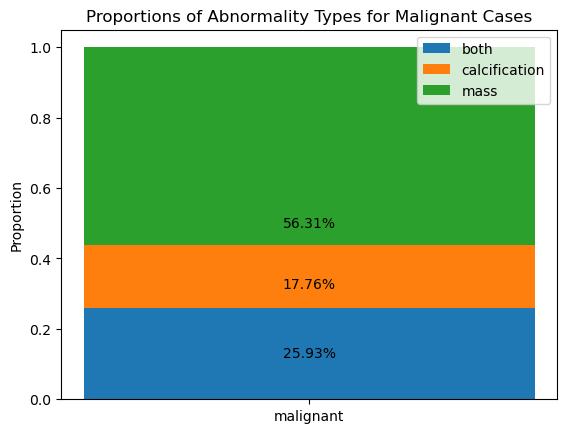 Proportions of Abnormality Types for Malignant Cases
both
calcification
mass
1.0
0.8
0.6
0.4
0.2
0.0
Proportion
56.31%
17.76%
25.93%
malignant